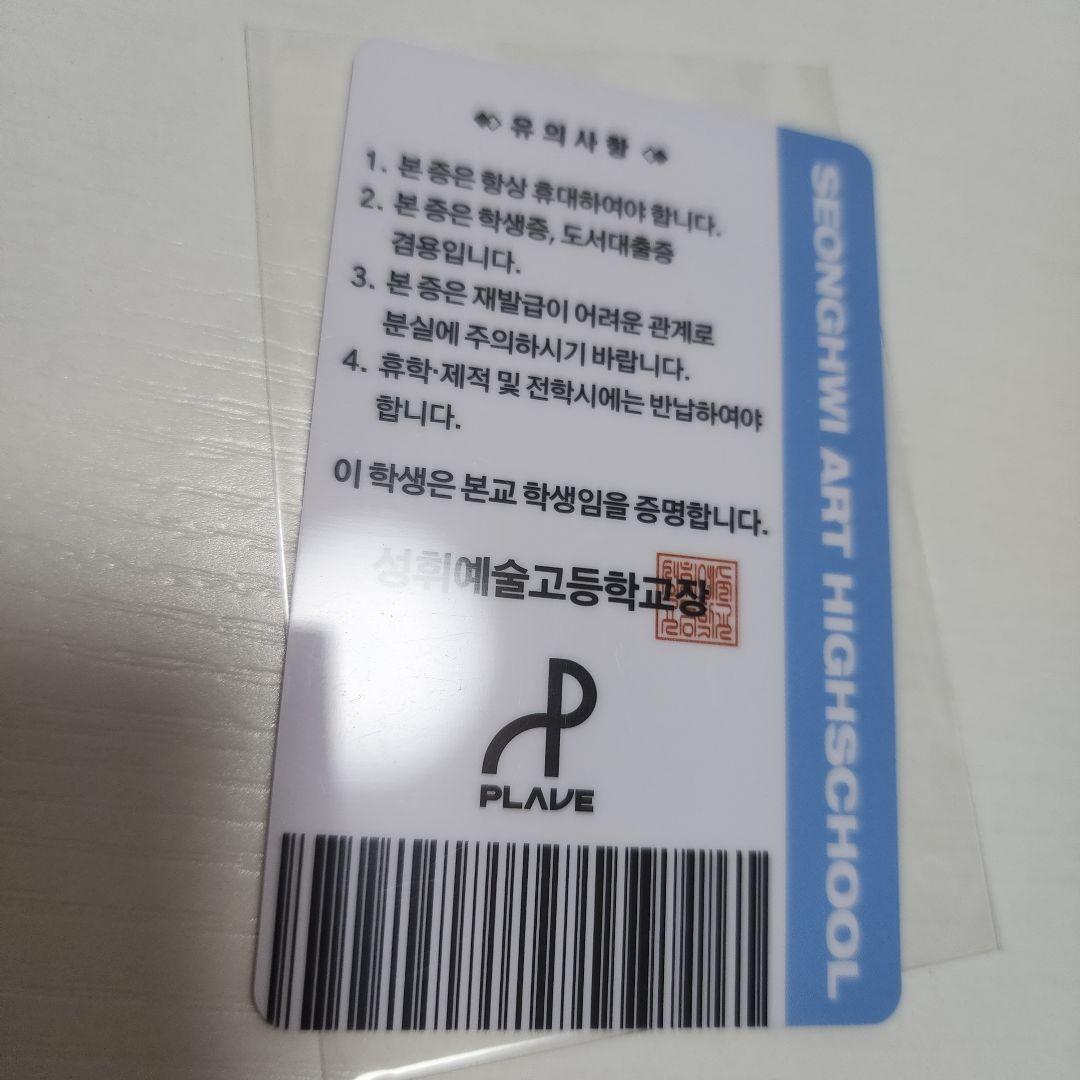 유의사항
1. 본 증은 항상 휴대하여야 합니다.
2. 본 증은 학생증, 도서대출증
겸용입니다.
3. 본 증은 재발급이 어려운 관계로
분실에 주의하시기 바랍니다.
4. 휴학·제적 및 전학시에는 반납하여야
합니다.
이 학생은 본교 학생임을 증명합니다.
성휘예술고등학교장
PLAVE
SEONGHWI ART HIGHSCHOOL